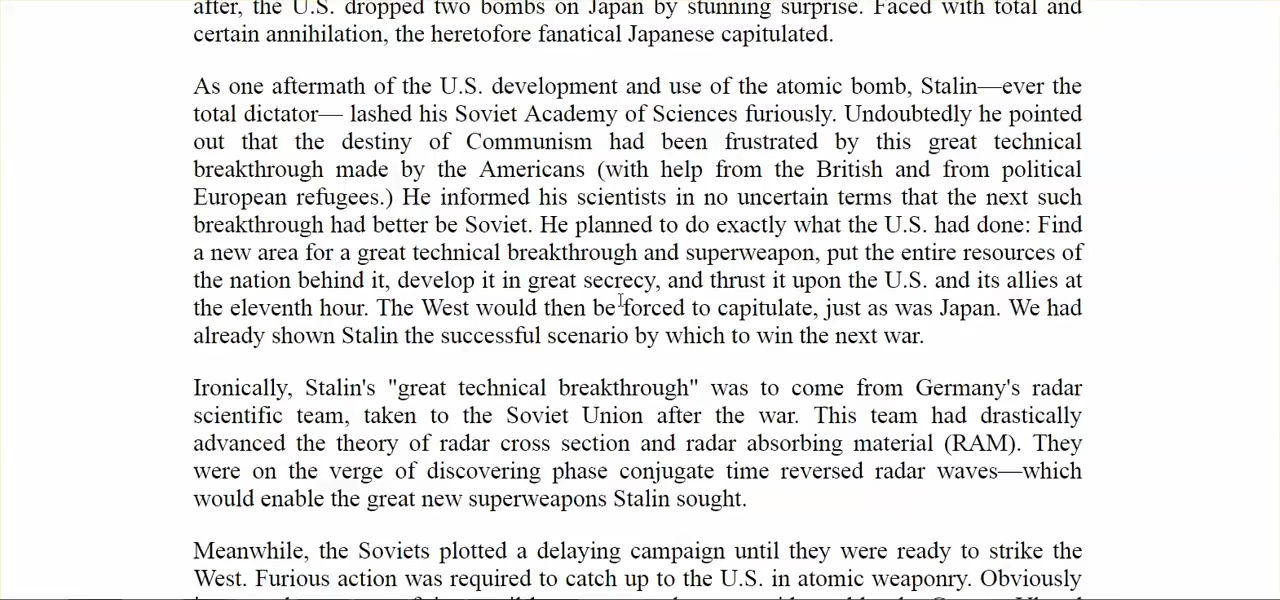 after, the U.S. dropped two bombs on Japan by stunning surprise. Faced with total and
certain annihilation, the heretofore fanatical Japanese capitulated.
As one aftermath of the U.S. development and use of the atomic bomb, Stalin—ever the
total dictator— lashed his Soviet Academy of Sciences furiously. Undoubtedly he pointed
out that the destiny of Communism had been frustrated by this great technical
breakthrough made by the Americans (with help from the British and from political
European refugees.) He informed his scientists in no uncertain terms that the next such
breakthrough had better be Soviet. He planned to do exactly what the U.S. had done: Find
a new area for a great technical breakthrough and superweapon, put the entire resources of
the nation behind it, develop it in great secrecy, and thrust it upon the U.S. and its allies at
the eleventh hour. The West would then be forced to capitulate, just as was Japan. We had
already shown Stalin the successful scenario by which to win the next war.
Ironically, Stalin's "great technical breakthrough" was to come from Germany's radar
scientific team, taken to the Soviet Union after the war. This team had drastically
advanced the theory of radar cross section and radar absorbing material (RAM). They
were on the verge of discovering phase conjugate time reversed radar waves—which
would enable the great new superweapons Stalin sought.
Meanwhile, the Soviets plotted a delaying campaign until they were ready to strike the
West. Furious action was required to catch up to the U.S. in atomic weaponry. Obviously